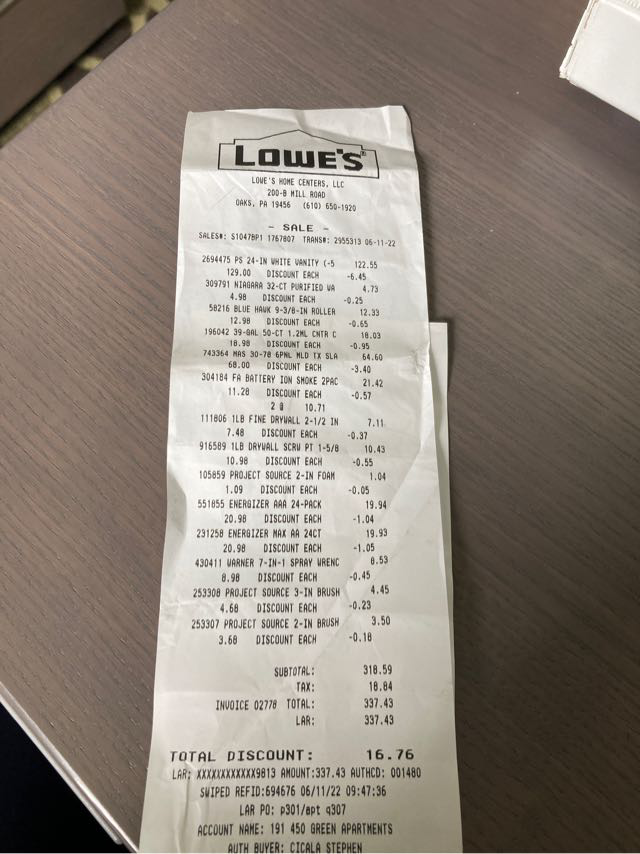 LOWE'S
LOWE'S HOME CENTERS, LLC
200-B MILL ROAD
OAKS, PA 19456 (610) 650-1920
- SALE -
SALES#: S1047BP1 1767807 TRANS#: 2955313 06-11-22
2694475 PS 24-IN WHITE VANITY (-5 122.55
129.00 DISCOUNT EACH -6.45
309791 NIAGARA 32-CT PURIFIED WA 4.73
4.98 DISCOUNT EACH -0.25
58216 BLUE HAWK 9-3/8-IN ROLLER 12.33
12.98 DISCOUNT EACH -0.65
196042 39-GAL 50-CT 1.2ML CNTR C 18.03
18.98 DISCOUNT EACH -0.95
743364 MAS 30-78 6PNL MLD TX SLA 64.60
68.00 DISCOUNT EACH -3.40
304184 FA BATTERY ION SMOKE 2PAC 21.42
11.28 DISCOUNT EACH -0.57
2 @ 10.71
111806 1LB FINE DRYWALL 2-1/2 IN 7.11
7.48 DISCOUNT EACH -0.37
916589 1LB DRYWALL SCRW PT 1-5/8 10.43
10.98 DISCOUNT EACH -0.55
105859 PROJECT SOURCE 2-IN FOAM 1.04
1.09 DISCOUNT EACH -0.05
551855 ENERGIZER AAA 24-PACK 19.94
20.98 DISCOUNT EACH -1.04
231258 ENERGIZER MAX AA 24CT 19.93
20.98 DISCOUNT EACH -1.05
430411 WARNER 7-IN-1 SPRAY WRENC 8.53
8.98 DISCOUNT EACH -0.45
253308 PROJECT SOURCE 3-IN BRUSH 4.45
4.68 DISCOUNT EACH -0.23
253307 PROJECT SOURCE 2-IN BRUSH 3.50
3.68 DISCOUNT EACH -0.18
SUBTOTAL: 318.59
TAX: 18.84
INVOICE 02778 TOTAL: 337.43
LAR: 337.43
TOTAL DISCOUNT: 16.76
LAR: XXXXXXXXXXXX9813 AMOUNT:337.43 AUTHCD: 001480
SWIPED REFID:694676 06/11/22 09:47:36
LAR PO: p301/apt q307
ACCOUNT NAME: 191 450 GREEN APARTMENTS
AUTH BUYER: CICALA STEPHEN